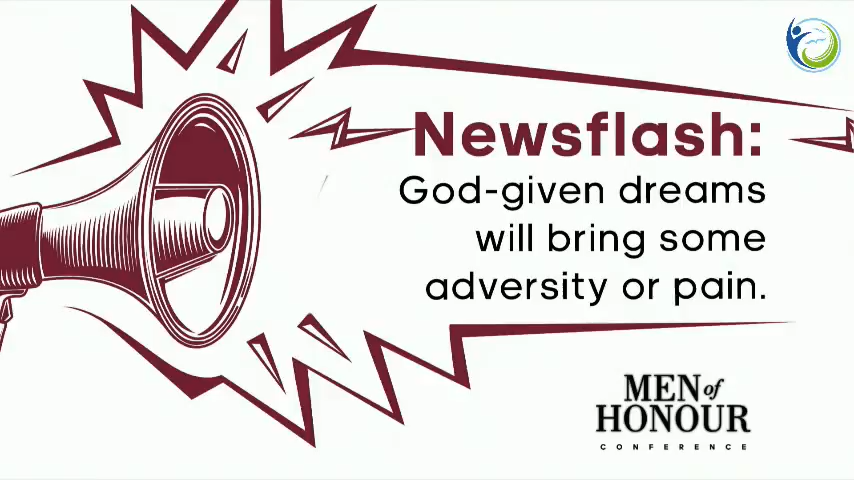 Newsflash:
God-given dreams
will bring some
adversity or pain.
MEN of
HONOUR
CONFERENCE